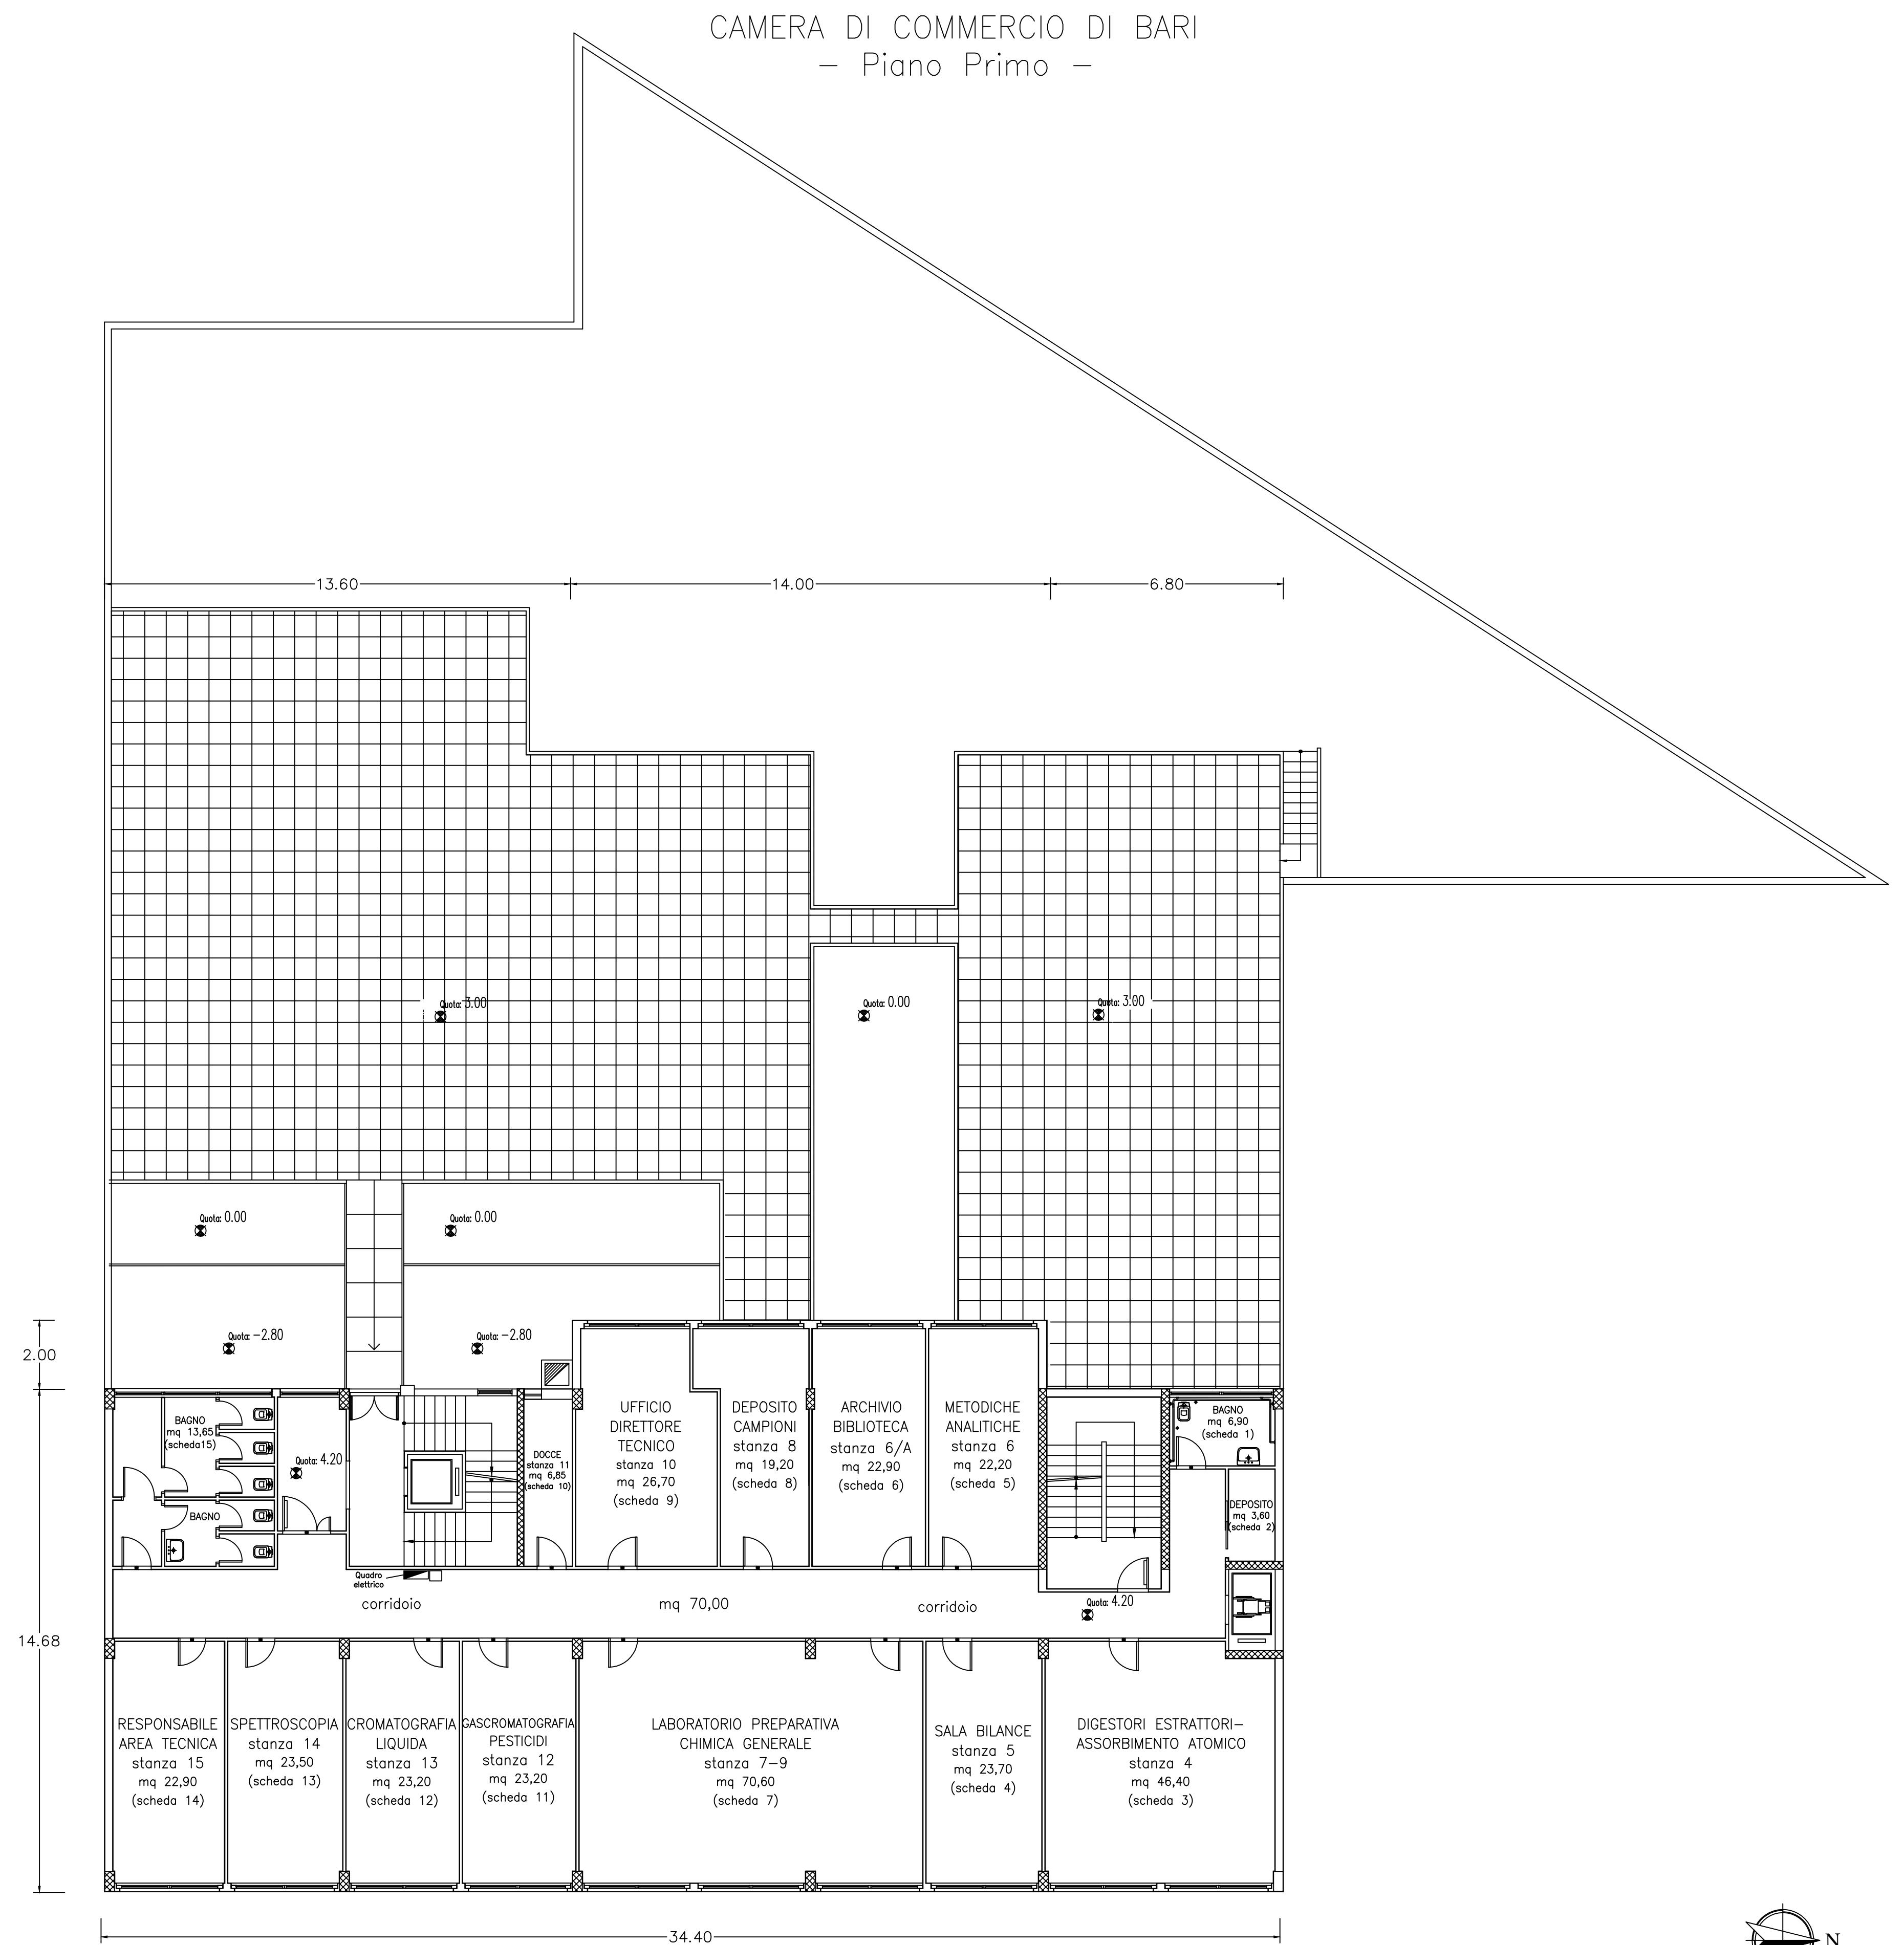 CAMERA DI COMMERCIO DI BARI
- Piano Primo -
13.60
14.00
6.80
Quota: 3.00
Quota: 0.00
Quota: 3.00
Quota: 0.00
Quota: 0.00
Quota: -2.80
Quota: -2.80
2.00
14.68
BAGNO
mq 13,65
(scheda15)
Quota: 4.20
BAGNO
DOCCE
stanza 11
mq 6,85
(scheda 10)
UFFICIO
DIRETTORE
TECNICO
stanza 10
mq 26,70
(scheda 9)
DEPOSITO
CAMPIONI
stanza 8
mq 19,20
(scheda 8)
ARCHIVIO
BIBLIOTECA
stanza 6/A
mq 22,90
(scheda 6)
METODICHE
ANALITICHE
stanza 6
mq 22,20
(scheda 5)
BAGNO
mq 6,90
(scheda 1)
DEPOSITO
mq 3,60
(scheda 2)
Quadro
elettrico
corridoio
mq 70,00
corridoio
Quota: 4.20
RESPONSABILE
AREA TECNICA
stanza 15
mq 22,90
(scheda 14)
SPETTROSCOPIA
stanza 14
mq 23,50
(scheda 13)
CROMATOGRAFIA
LIQUIDA
stanza 13
mq 23,20
(scheda 12)
GASCROMATOGRAFIA
PESTICIDI
stanza 12
mq 23,20
(scheda 11)
LABORATORIO PREPARATIVA
CHIMICA GENERALE
stanza 7-9
mq 70,60
(scheda 7)
SALA BILANCE
stanza 5
mq 23,70
(scheda 4)
DIGESTORI ESTRATTORI-
ASSORBIMENTO ATOMICO
stanza 4
mq 46,40
(scheda 3)
34.40
N